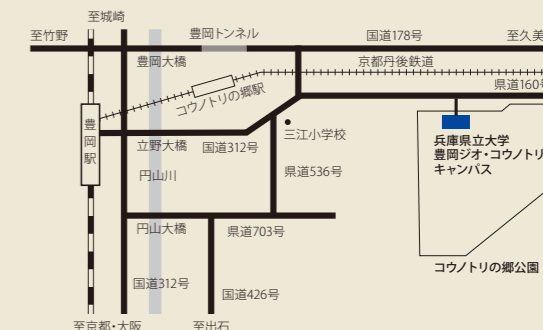 至城崎
至竹野
豊岡トンネル
国道178号
至久美
豊岡大橋
京都丹後鉄道
県道160号
コウノトリの郷駅
豊岡駅
三江小学校
兵庫県立大学
豊岡ジオ・コウノトリ
キャンパス
立野大橋
国道312号
円山川
県道536号
円山大橋
県道703号
コウノトリの郷公園
国道312号
国道426号
至京都・大阪
至出石